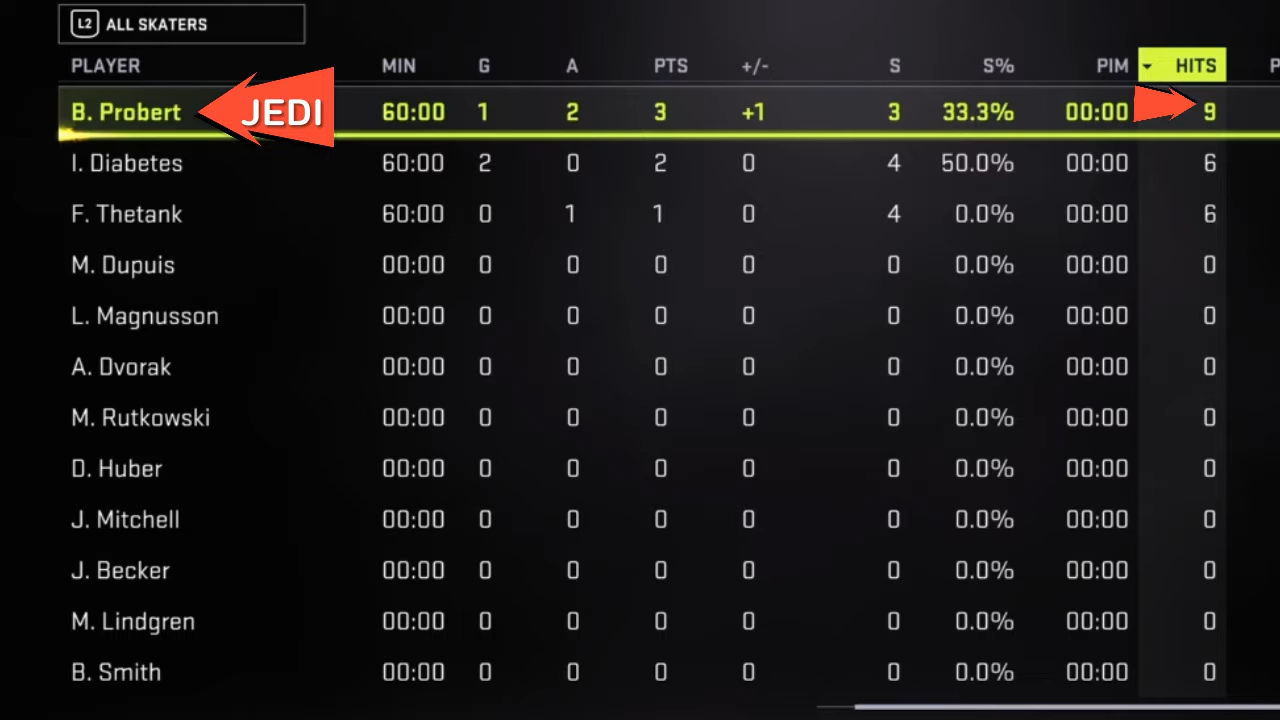 L2 ALL SKATERS
PLAYER MIN G A PTS +/- S S% PIM HITS P
B. Probert JEDI 60:00 1 2 3 +1 3 33.3% 00:00 9
I. Diabetes 60:00 2 0 2 0 4 50.0% 00:00 6
F. Thetank 60:00 0 1 1 0 4 0.0% 00:00 6
M. Dupuis 00:00 0 0 0 0 0 0.0% 00:00 0
L. Magnusson 00:00 0 0 0 0 0 0.0% 00:00 0
A. Dvorak 00:00 0 0 0 0 0 0.0% 00:00 0
M. Rutkowski 00:00 0 0 0 0 0 0.0% 00:00 0
D. Huber 00:00 0 0 0 0 0 0.0% 00:00 0
J. Mitchell 00:00 0 0 0 0 0 0.0% 00:00 0
J. Becker 00:00 0 0 0 0 0 0.0% 00:00 0
M. Lindgren 00:00 0 0 0 0 0 0.0% 00:00 0
B. Smith 00:00 0 0 0 0 0 0.0% 00:00 0